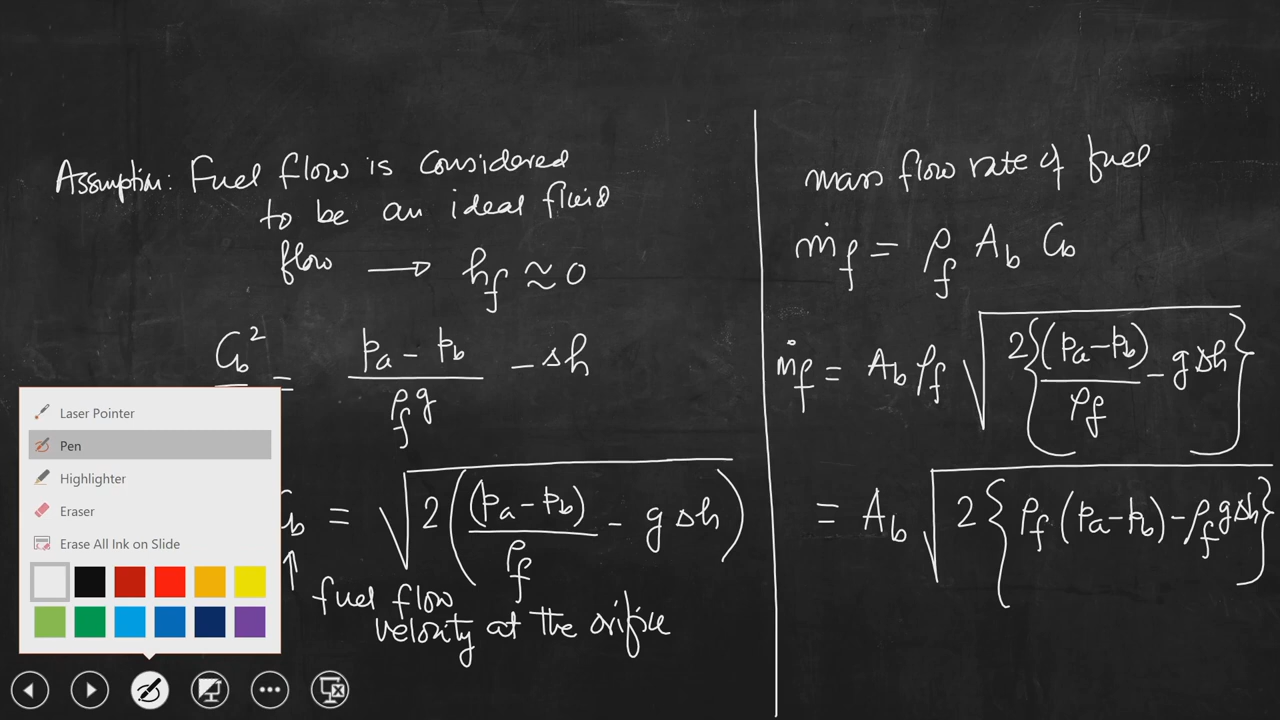 Assumption: Fuel flow is considered
to be an ideal fluid
flow → h_f ≈ 0
C_b² = (p_a - p_b)/(ρ_f g) - Δh
C_b = √(2((p_a - p_b)/ρ_f - gΔh))
↑ fuel flow
velocity at the orifice
mass flow rate of fuel
ṁ_f = ρ_f A_b C_b
ṁ_f = A_b ρ_f √(2{(p_a - p_b)/ρ_f - gΔh})
= A_b √(2{ρ_f (p_a - p_b) - ρ_f gΔh})
Laser Pointer
Pen
Highlighter
Eraser
Erase All Ink on Slide